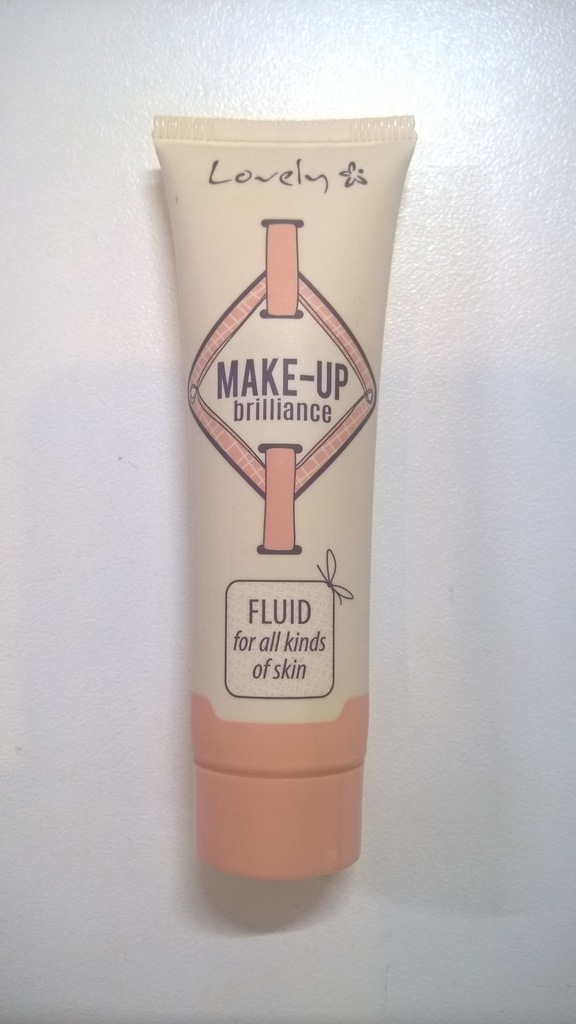 Lovely
MAKE-UP
brilliance
FLUID
for all kinds
of skin